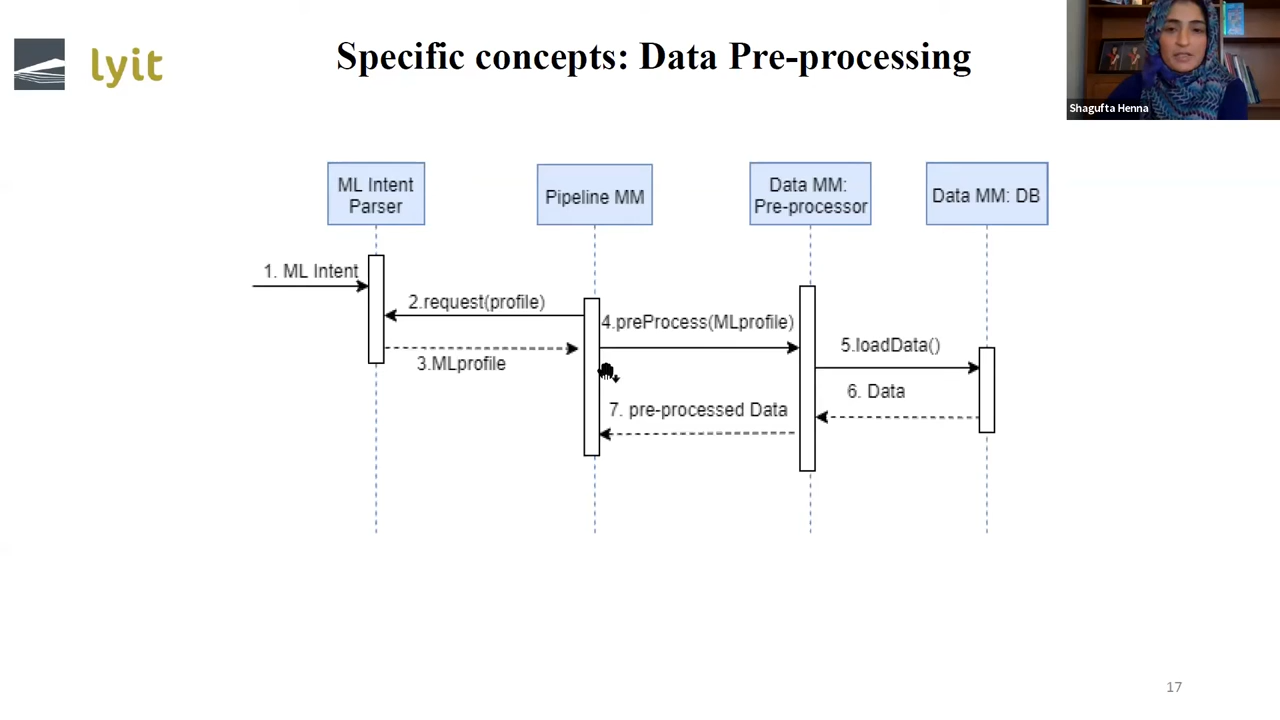 lyit
Specific concepts: Data Pre-processing
Shagufta Henna
ML Intent
Parser
Pipeline MM
Data MM:
Pre-processor
Data MM: DB
1. ML Intent
2.request(profile)
3.MLprofile
4.preProcess(MLprofile)
5.loadData()
6. Data
7. pre-processed Data
17